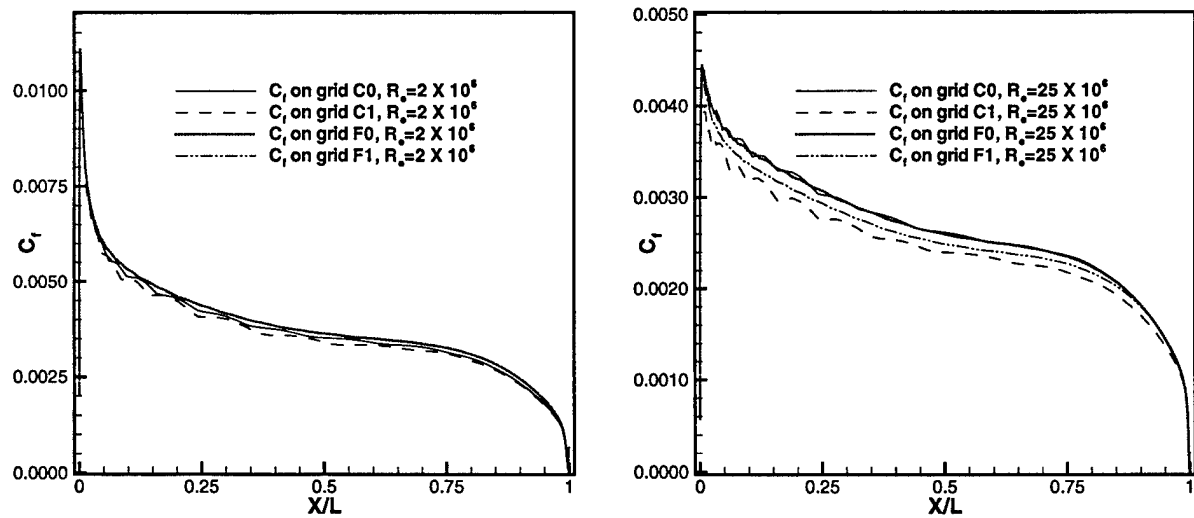 0.0100
0.0075
0.0050
0.0025
0.0000
C_f
C_f on grid C0, R_e=2 X 10^6
C_f on grid C1, R_e=2 X 10^6
C_f on grid F0, R_e=2 X 10^6
C_f on grid F1, R_e=2 X 10^6
0 0.25 0.5 0.75 1
X/L
0.0050
0.0040
0.0030
0.0020
0.0010
0.0000
C_f
C_f on grid C0, R_e=25 X 10^6
C_f on grid C1, R_e=25 X 10^6
C_f on grid F0, R_e=25 X 10^6
C_f on grid F1, R_e=25 X 10^6
0 0.25 0.5 0.75 1
X/L